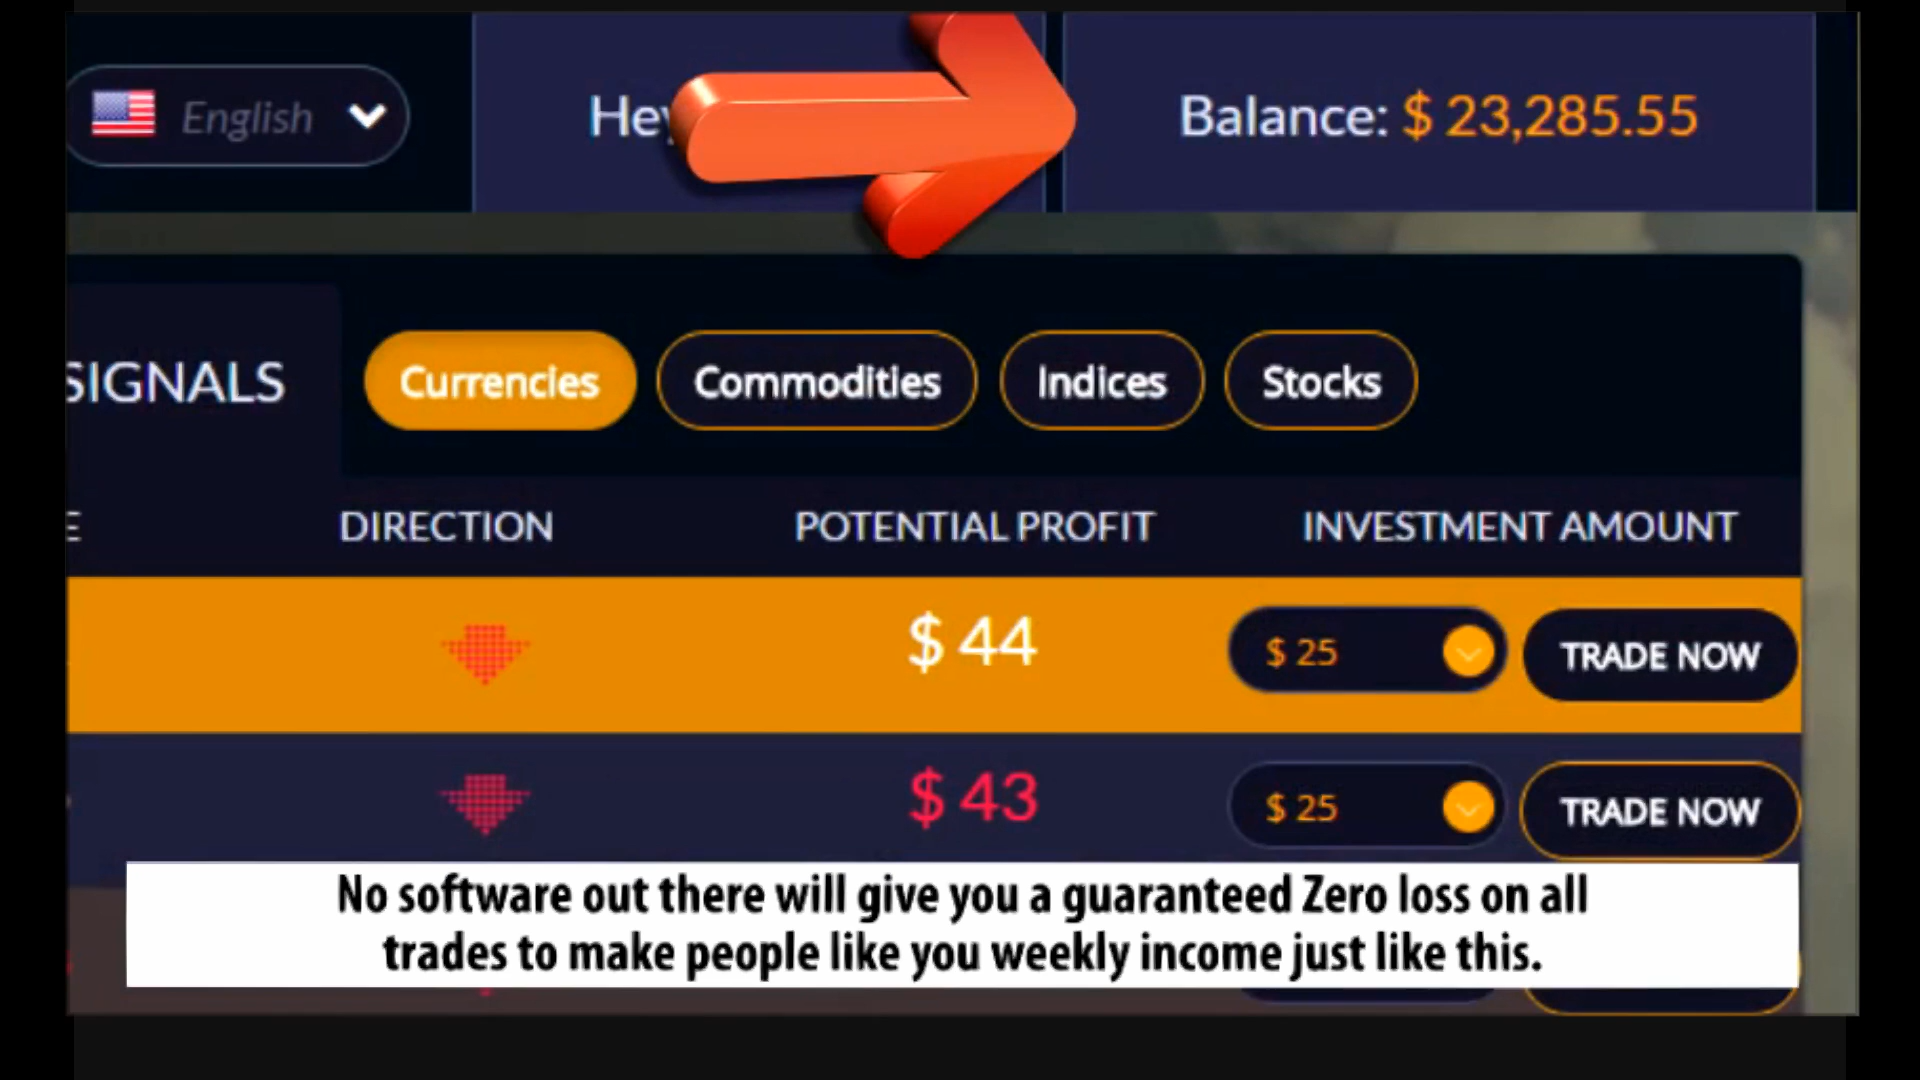 English
Hey
Balance: $ 23,285.55
SIGNALS
Currencies
Commodities
Indices
Stocks
DIRECTION
POTENTIAL PROFIT
INVESTMENT AMOUNT
$ 44
$ 25
TRADE NOW
$ 43
$ 25
TRADE NOW
No software out there will give you a guaranteed Zero loss on all
trades to make people like you weekly income just like this.